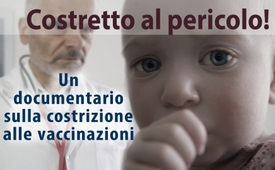 Costretto al pericolo!
Un
documentario
sulla costrizione
alle vaccinazioni